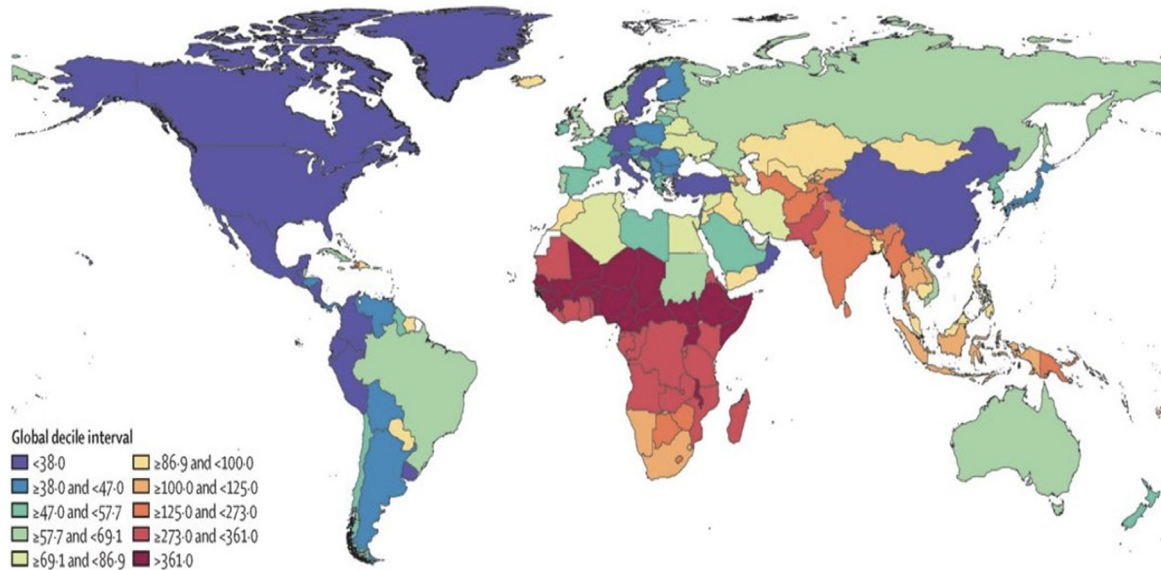 Global decile interval
<38·0
≥38·0 and <47·0
≥47·0 and <57·7
≥57·7 and <69·1
≥69·1 and <86·9
≥86·9 and <100·0
≥100·0 and <125·0
≥125·0 and <273·0
≥273·0 and <361·0
>361·0